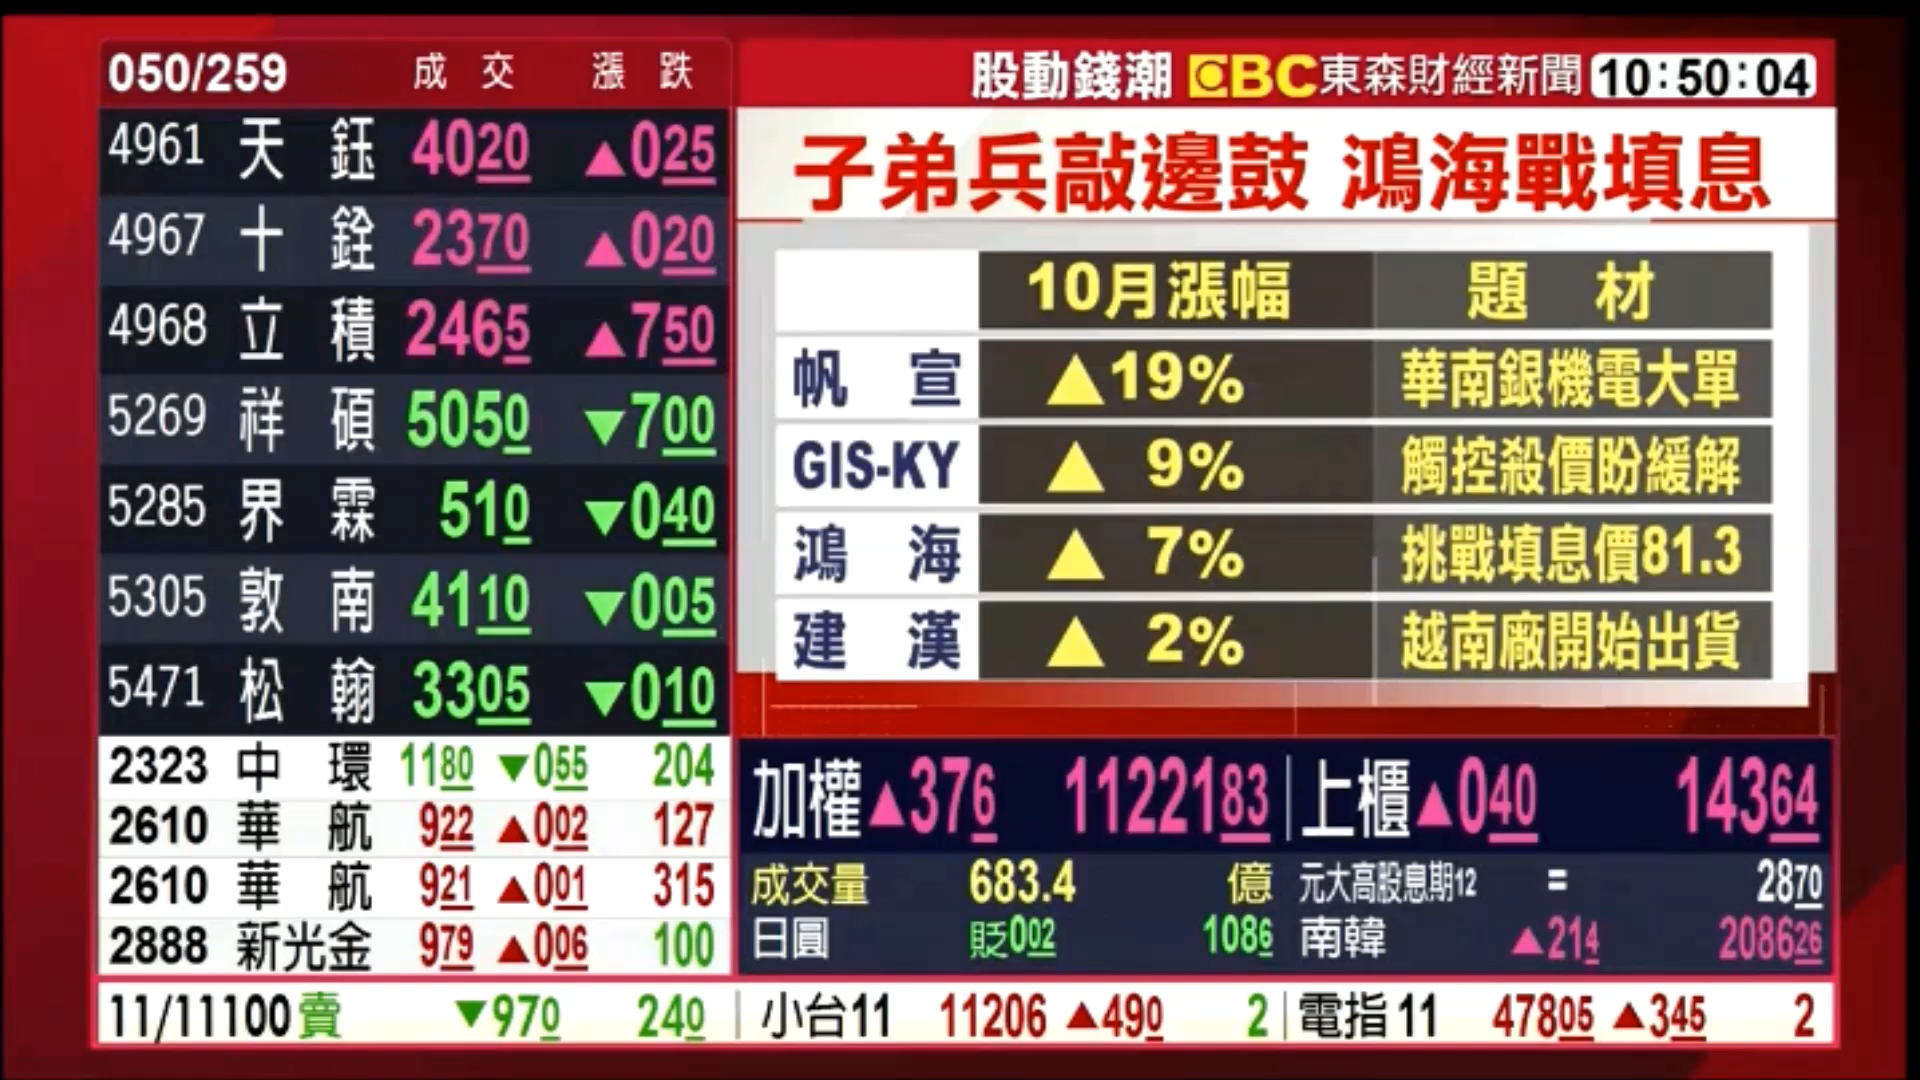 050/259 成交 漲跌
4961 天鈺 4020 ▲025
4967 十銓 2370 ▲020
4968 立積 2465 ▲750
5269 祥碩 5050 ▼700
5285 界霖 510 ▼040
5305 敦南 4110 ▼005
5471 松翰 3305 ▼010
2323 中環 1180 ▼055 204
2610 華航 922 ▲002 127
2610 華航 921 ▲001 315
2888 新光金 979 ▲006 100
股動錢潮 EBC 東森財經新聞 10:50:04
子弟兵敲邊鼓 鴻海戰填息
10月漲幅 題材
帆宣 ▲19% 華南銀機電大單
GIS-KY ▲ 9% 觸控殺價盼緩解
鴻海 ▲ 7% 挑戰填息價81.3
建漢 ▲ 2% 越南廠開始出貨
加權▲376 1122183 上櫃▲040 14364
成交量 683.4 億 元大高股息期12 = 2870
日圓 貶002 1086 南韓 ▲214 208626
11/11100賣 ▼970 240 小台11 11206 ▲490 2 電指11 47805 ▲345 2